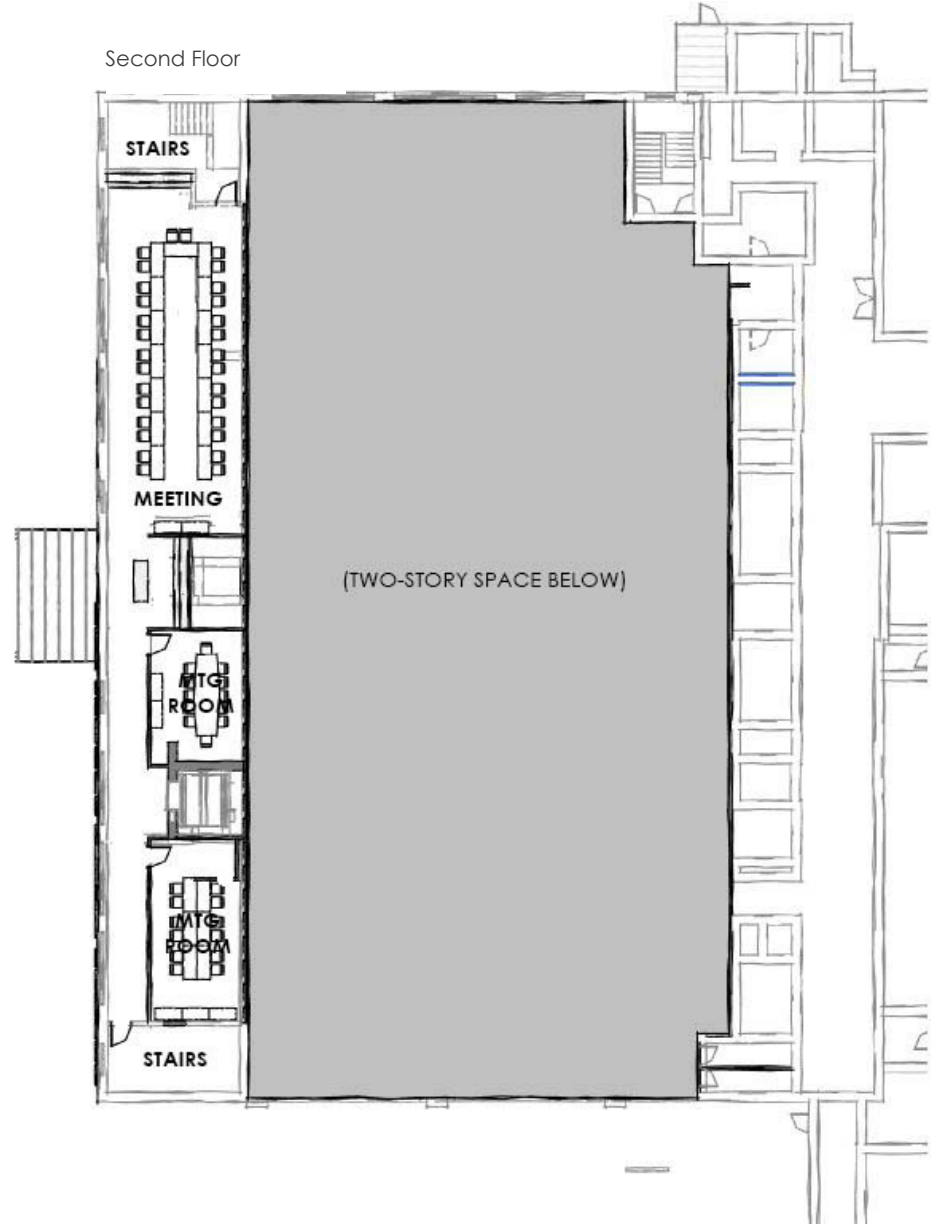 Second Floor
STAIRS
MEETING
(TWO-STORY SPACE BELOW)
MTG
ROOM
MTG
ROOM
STAIRS